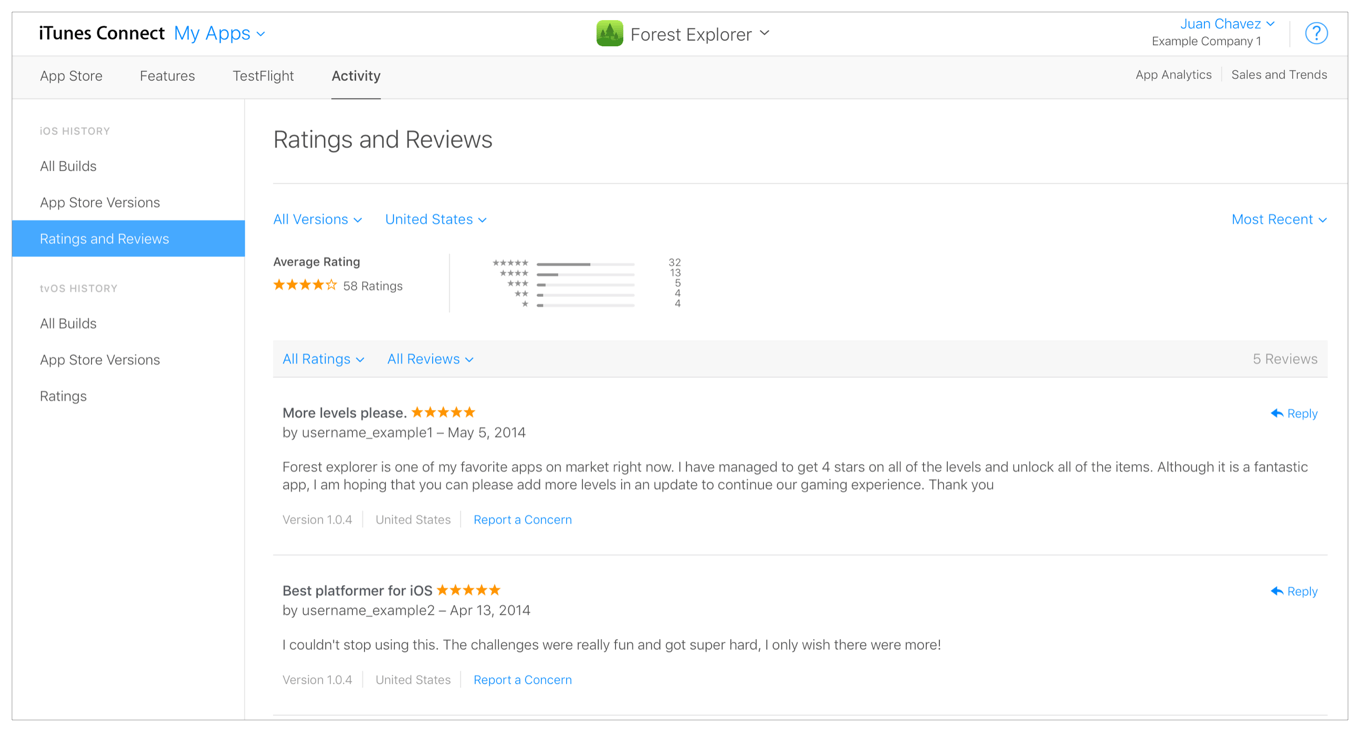 iTunes Connect My Apps
Forest Explorer
Juan Chavez
Example Company 1
?
App Store Features TestFlight Activity
App Analytics Sales and Trends
iOS HISTORY
All Builds
App Store Versions
Ratings and Reviews
tvOS HISTORY
All Builds
App Store Versions
Ratings
Ratings and Reviews
All Versions United States Most Recent
Average Rating
★★★★☆ 58 Ratings
★★★★★ 32
★★★★ 13
★★★ 5
★★ 4
★ 4
All Ratings All Reviews 5 Reviews
More levels please. ★★★★★ Reply
by username_example1 – May 5, 2014
Forest explorer is one of my favorite apps on market right now. I have managed to get 4 stars on all of the levels and unlock all of the items. Although it is a fantastic
app, I am hoping that you can please add more levels in an update to continue our gaming experience. Thank you
Version 1.0.4 United States Report a Concern
Best platformer for iOS ★★★★★ Reply
by username_example2 – Apr 13, 2014
I couldn't stop using this. The challenges were really fun and got super hard, I only wish there were more!
Version 1.0.4 United States Report a Concern